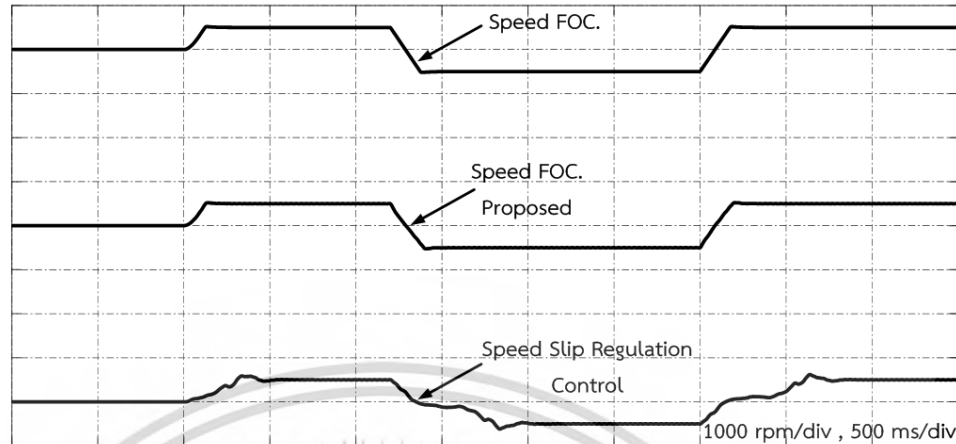 Speed FOC.
Speed FOC.
Proposed
Speed Slip Regulation
Control
1000 rpm/div , 500 ms/div